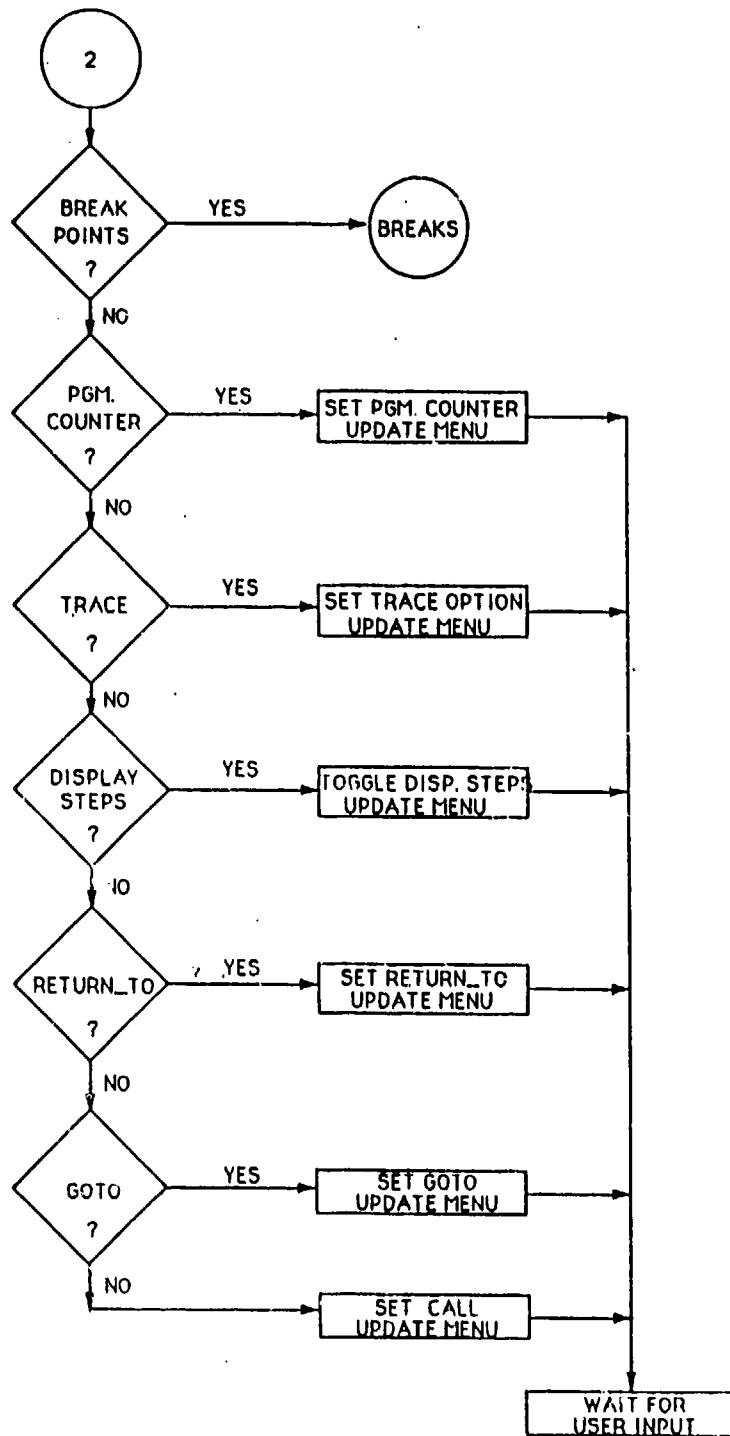 2
BREAK
POINTS
?
YES
BREAKS
NO
PGM.
COUNTER
?
YES
SET PGM. COUNTER
UPDATE MENU
NO
TRACE
?
YES
SET TRACE OPTION
UPDATE MENU
NO
DISPLAY
STEPS
?
YES
TOGGLE DISP. STEPS
UPDATE MENU
NO
RETURN_TO
?
YES
SET RETURN_TO
UPDATE MENU
NO
GOTO
?
YES
SET GOTO
UPDATE MENU
NO
SET CALL
UPDATE MENU
WAIT FOR
USER INPUT